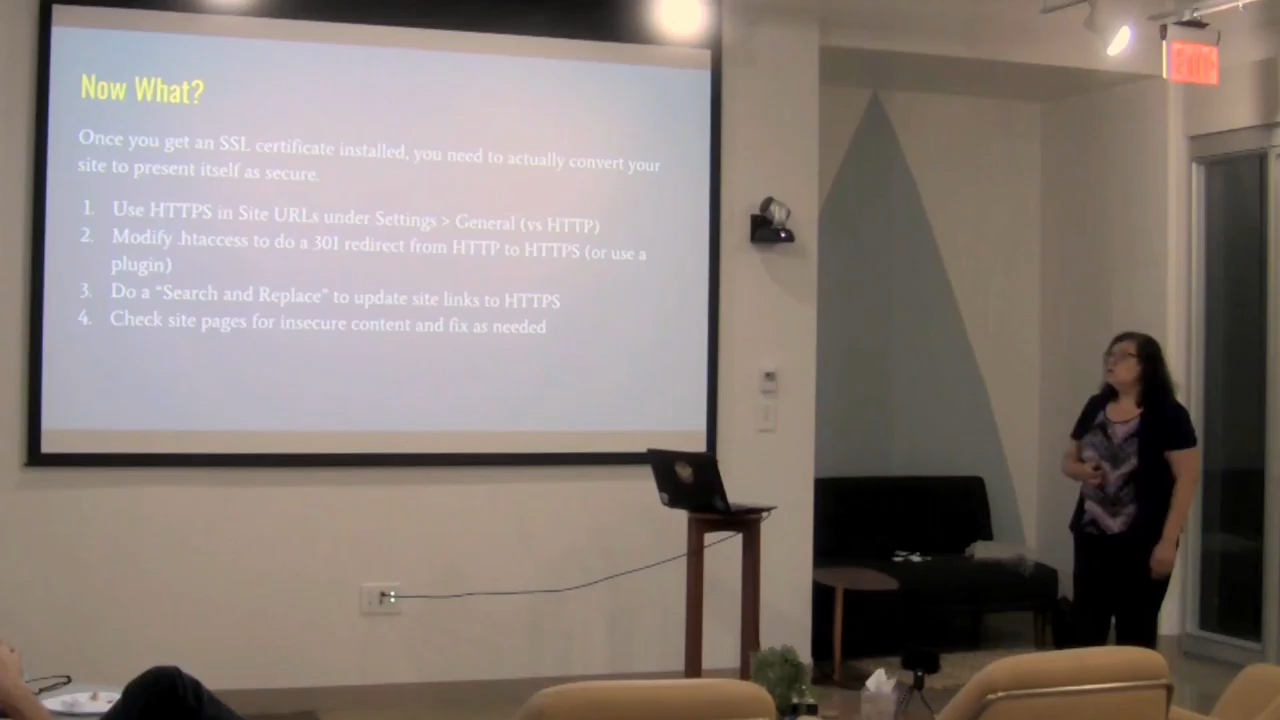 Now What?
Once you get an SSL certificate installed, you need to actually convert your
site to present itself as secure.
1. Use HTTPS in Site URLs under Settings > General (vs HTTP)
2. Modify .htaccess to do a 301 redirect from HTTP to HTTPS (or use a
plugin)
3. Do a “Search and Replace” to update site links to HTTPS
4. Check site pages for insecure content and fix as needed
EXIT